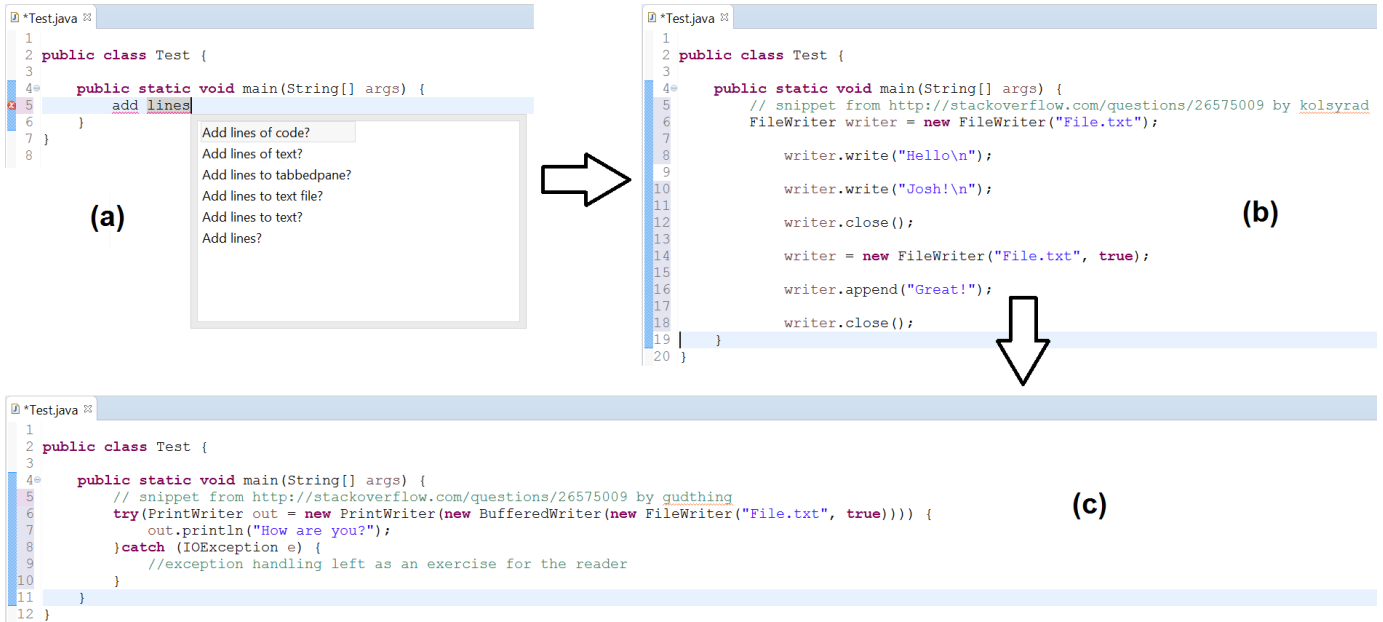 *Test.java
1
2 public class Test {
3
4 public static void main(String[] args) {
5 add lines
6 }
7 }
8
Add lines of code?
Add lines of text?
Add lines to tabbedpane?
Add lines to text file?
Add lines to text?
Add lines?
(a)
*Test.java
1
2 public class Test {
3
4 public static void main(String[] args) {
5 // snippet from http://stackoverflow.com/questions/26575009 by kolsyrad
6 FileWriter writer = new FileWriter("File.txt");
7
8 writer.write("Hello\n");
9
10 writer.write("Josh!\n");
11
12 writer.close();
13
14 writer = new FileWriter("File.txt", true);
15
16 writer.append("Great!");
17
18 writer.close();
19 }
20 }
(b)
*Test.java
1
2 public class Test {
3
4 public static void main(String[] args) {
5 // snippet from http://stackoverflow.com/questions/26575009 by gudthing
6 try(PrintWriter out = new PrintWriter(new BufferedWriter(new FileWriter("File.txt", true)))) {
7 out.println("How are you?");
8 }catch (IOException e) {
9 //exception handling left as an exercise for the reader
10 }
11 }
12 }
(c)